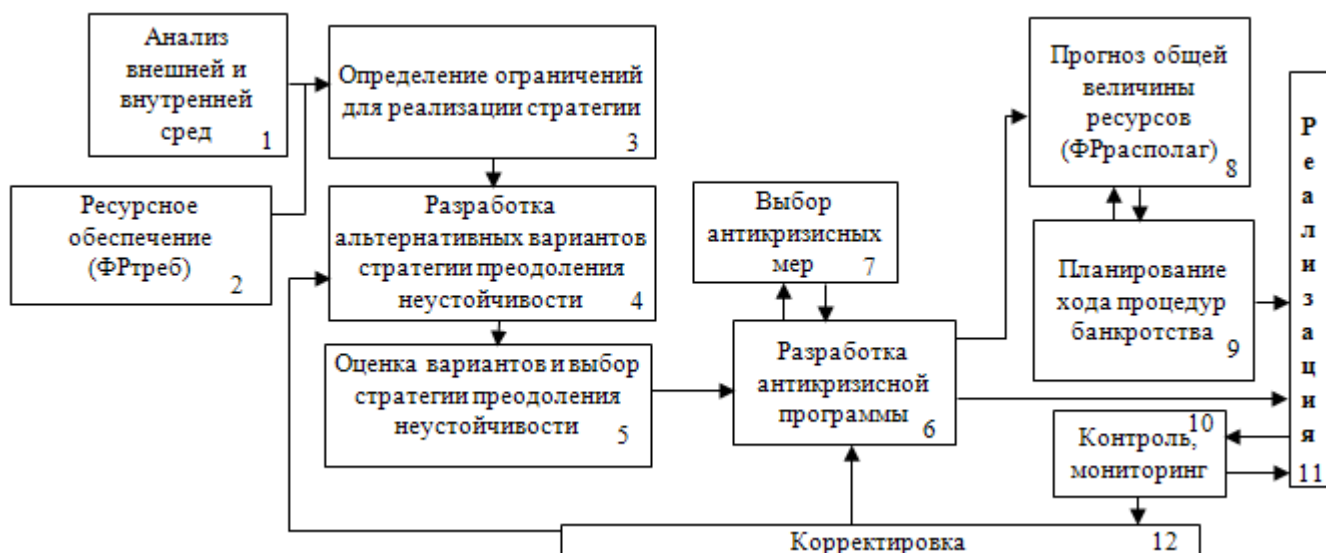 Анализ
внешней и
внутренней
сред
1
Ресурсное
обеспечение
(ФРтреб)
2
Определение ограничений
для реализации стратегии
3
Разработка
альтернативных вариантов
стратегии преодоления
неустойчивости
4
Оценка вариантов и выбор
стратегии преодоления
неустойчивости
5
Разработка
антикризисной
программы
6
Выбор
антикризисных
мер
7
Прогноз общей
величины
ресурсов
(ФРрасполаг)
8
Планирование
хода процедур
банкротства
9
10
Контроль,
мониторинг
Реализация
11
Корректировка
12